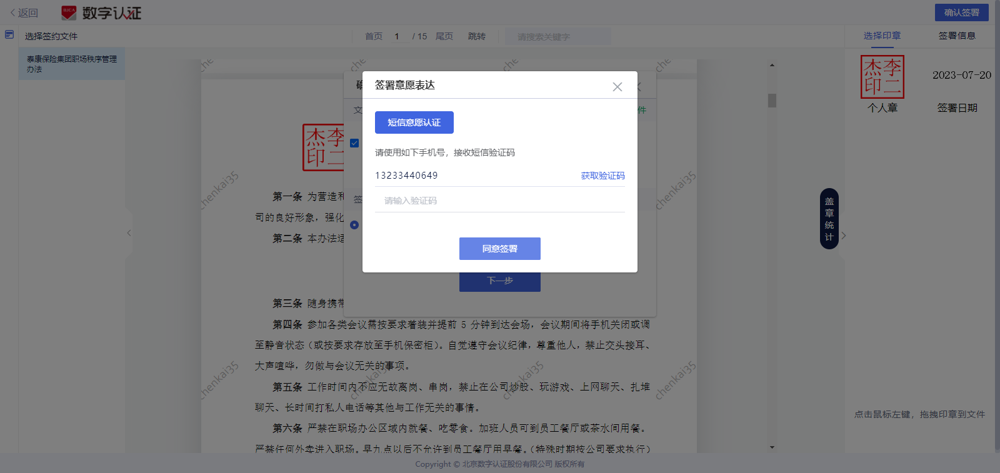 返回
BJCA 数字认证
确认签署
选择签约文件
首页 1 / 15 尾页 跳转 请搜索关键字
选择印章 签署信息
泰康保险集团职场秩序管理
办法
李二杰印
2023-07-20
个人章 签署日期
签署意愿表达
短信意愿认证
请使用如下手机号，接收短信验证码
13233440649 获取验证码
请输入验证码
同意签署
下一步
确
文 件
签
李二杰印
第一条 为营造和
司的良好形象，强化
第二条 本办法适
第三条 随身携带
第四条 参加各类会议需按要求着装并提前 5 分钟到达会场，会议期间将手机关闭或调
至静音状态（或按要求存放至手机保密柜）。自觉遵守会议纪律，尊重他人，禁止交头接耳、
大声喧哗，勿做与会议无关的事项。
第五条 工作时间内不应无故离岗、串岗，禁止在公司炒股、玩游戏、上网聊天、扎堆
聊天、长时间打私人电话等其他与工作无关的事情。
第六条 严禁在职场办公区域内就餐、吃零食。加班人员可到员工餐厅或茶水间用餐。
严禁任何外卖进入职场。早九点以后不允许到员工餐厅用早餐。（特殊时期按公司要求执行）
chenkai35
chenkai35
chenkai35
chenkai35
chenkai35
chenkai35
盖章统计
点击鼠标左键，拖拽印章到文件
Copyright © 北京数字认证股份有限公司 版权所有